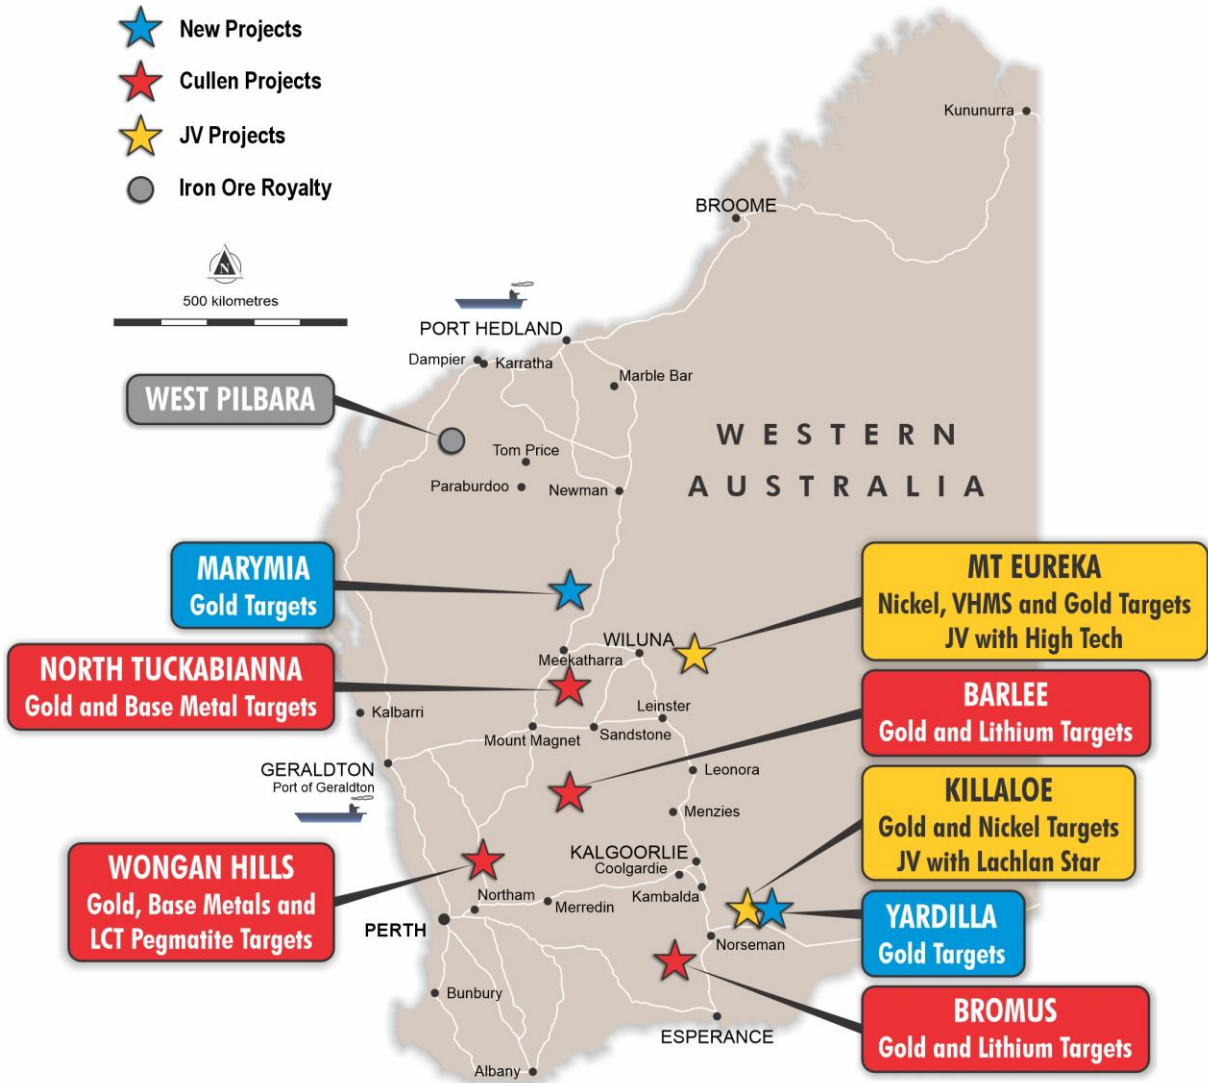 New Projects
Cullen Projects
JV Projects
Iron Ore Royalty
N
500 kilometres
Kununurra
BROOME
PORT HEDLAND
Dampier
Karratha
Marble Bar
WEST PILBARA
WESTERN
AUSTRALIA
Tom Price
Paraburdoo
Newman
MARYMIA
Gold Targets
MT EUREKA
Nickel, VHMS and Gold Targets
JV with High Tech
WILUNA
Meekatharra
NORTH TUCKABIANNA
Gold and Base Metal Targets
BARLEE
Gold and Lithium Targets
Kalbarri
Leinster
Mount Magnet
Sandstone
GERALDTON
Port of Geraldton
Leonora
Menzies
KILLALOE
Gold and Nickel Targets
JV with Lachlan Star
WONGAN HILLS
Gold, Base Metals and
LCT Pegmatite Targets
KALGOORLIE
Coolgardie
Kambalda
Northam
Merredin
PERTH
Norseman
YARDILLA
Gold Targets
Bunbury
BROMUS
Gold and Lithium Targets
ESPERANCE
Albany